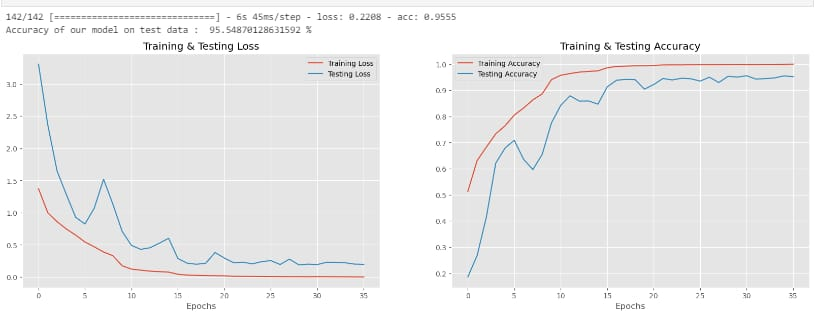 142/142 [==============================] - 6s 45ms/step - loss: 0.2208 - acc: 0.9555
Accuracy of our model on test data :  95.54870128631592 %
Training & Testing Loss
Training Loss
Testing Loss
3.0
2.5
2.0
1.5
1.0
0.5
0.0
0 5 10 15 20 25 30 35
Epochs
Training & Testing Accuracy
Training Accuracy
Testing Accuracy
1.0
0.9
0.8
0.7
0.6
0.5
0.4
0.3
0.2
0 5 10 15 20 25 30 35
Epochs